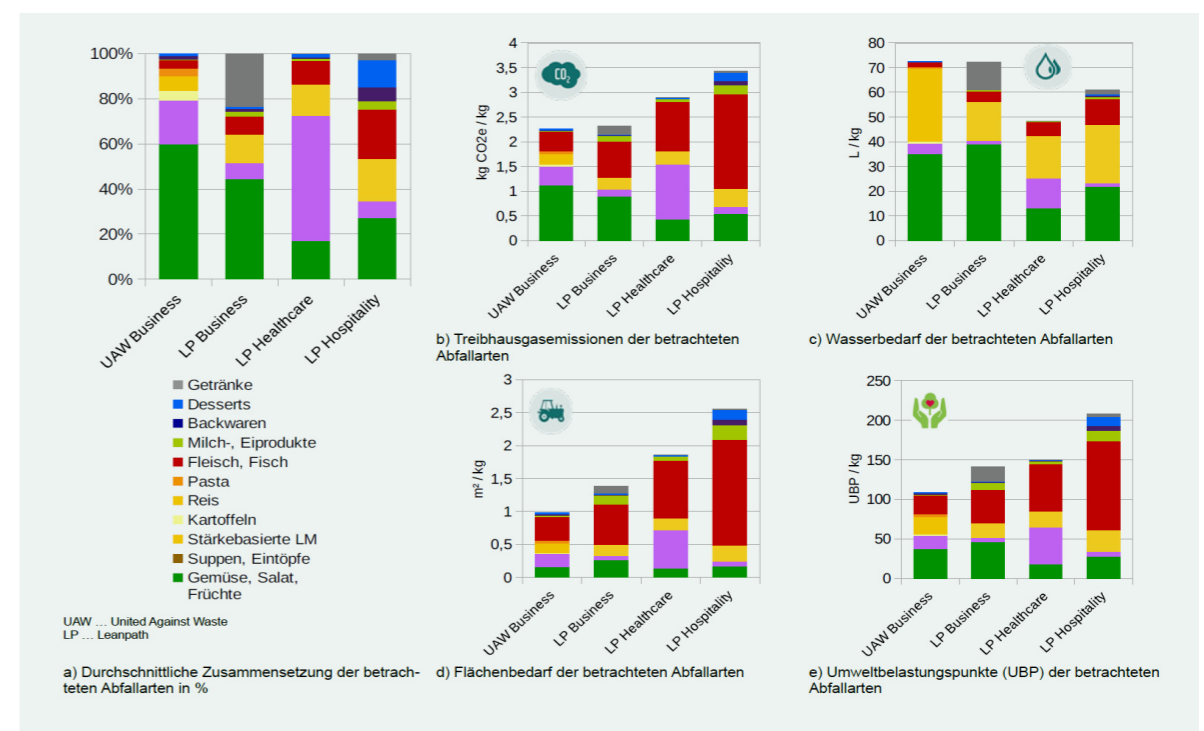 100%
80%
60%
40%
20%
0%
UAW Business
LP Business
LP Healthcare
LP Hospitality
Getränke
Desserts
Backwaren
Milch-, Eiprodukte
Fleisch, Fisch
Pasta
Reis
Kartoffeln
Stärkebasierte LM
Suppen, Eintöpfe
Gemüse, Salat,
Früchte
UAW … United Against Waste
LP … Leanpath
a) Durchschnittliche Zusammensetzung der betrach-
teten Abfallarten in %
4
3,5
3
2,5
2
1,5
1
0,5
0
kg CO2e / kg
CO2
UAW Business
LP Business
LP Healthcare
LP Hospitality
b) Treibhausgasemissionen der betrachteten
Abfallarten
80
70
60
50
40
30
20
10
0
L / kg
UAW Business
LP Business
LP Healthcare
LP Hospitality
c) Wasserbedarf der betrachteten Abfallarten
3
2,5
2
1,5
1
0,5
0
m² / kg
UAW Business
LP Business
LP Healthcare
LP Hospitality
d) Flächenbedarf der betrachteten Abfallarten
250
200
150
100
50
0
UBP / kg
UAW Business
LP Business
LP Healthcare
LP Hospitality
e) Umweltbelastungspunkte (UBP) der betrachteten
Abfallarten